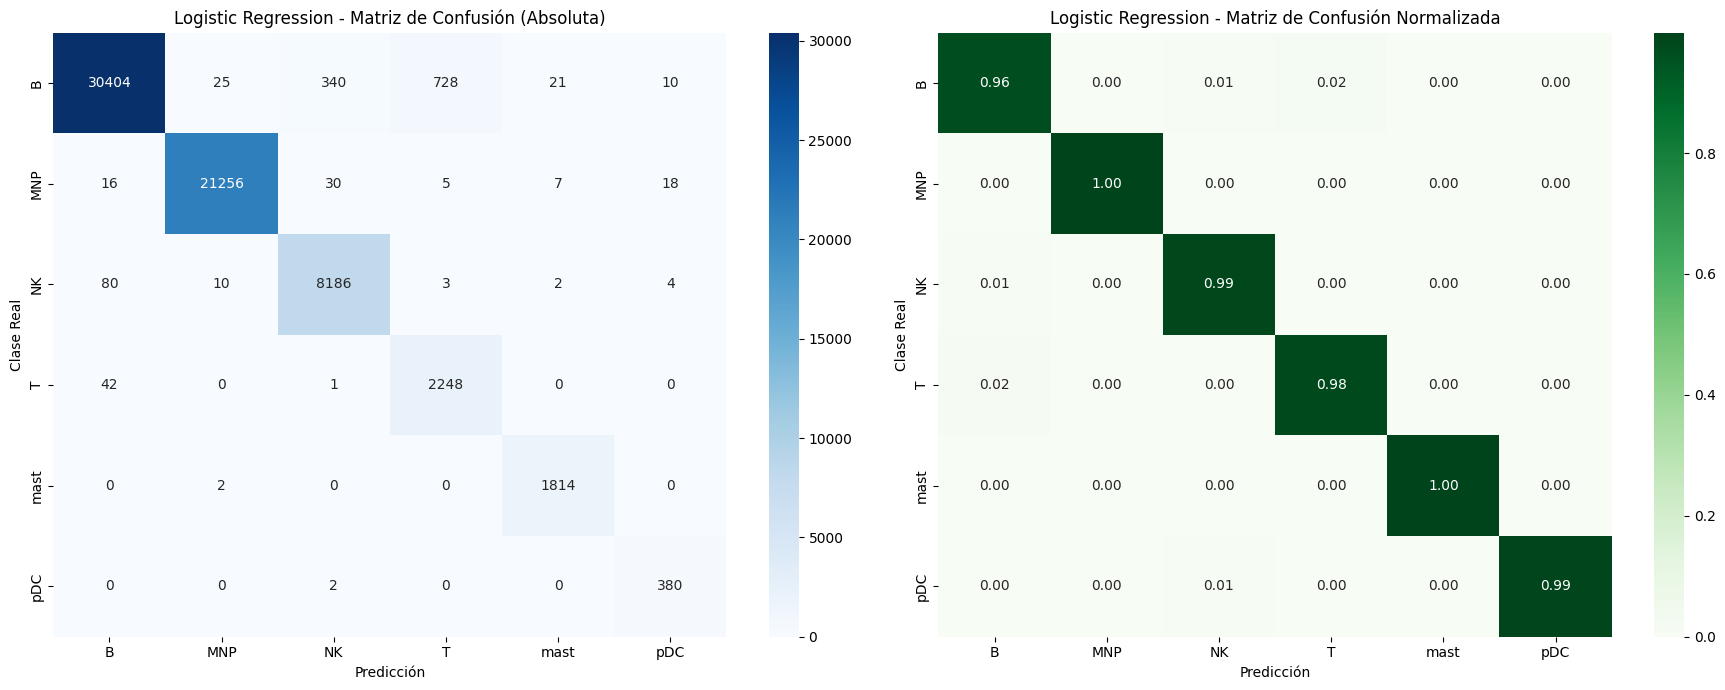 Logistic Regression - Matriz de Confusión (Absoluta)
B 30404 25 340 728 21 10
MNP 16 21256 30 5 7 18
NK 80 10 8186 3 2 4
T 42 0 1 2248 0 0
mast 0 2 0 0 1814 0
pDC 0 0 2 0 0 380
B MNP NK T mast pDC
Predicción
Clase Real
30000
25000
20000
15000
10000
5000
0
Logistic Regression - Matriz de Confusión Normalizada
B 0.96 0.00 0.01 0.02 0.00 0.00
MNP 0.00 1.00 0.00 0.00 0.00 0.00
NK 0.01 0.00 0.99 0.00 0.00 0.00
T 0.02 0.00 0.00 0.98 0.00 0.00
mast 0.00 0.00 0.00 0.00 1.00 0.00
pDC 0.00 0.00 0.01 0.00 0.00 0.99
B MNP NK T mast pDC
Predicción
Clase Real
0.8
0.6
0.4
0.2
0.0